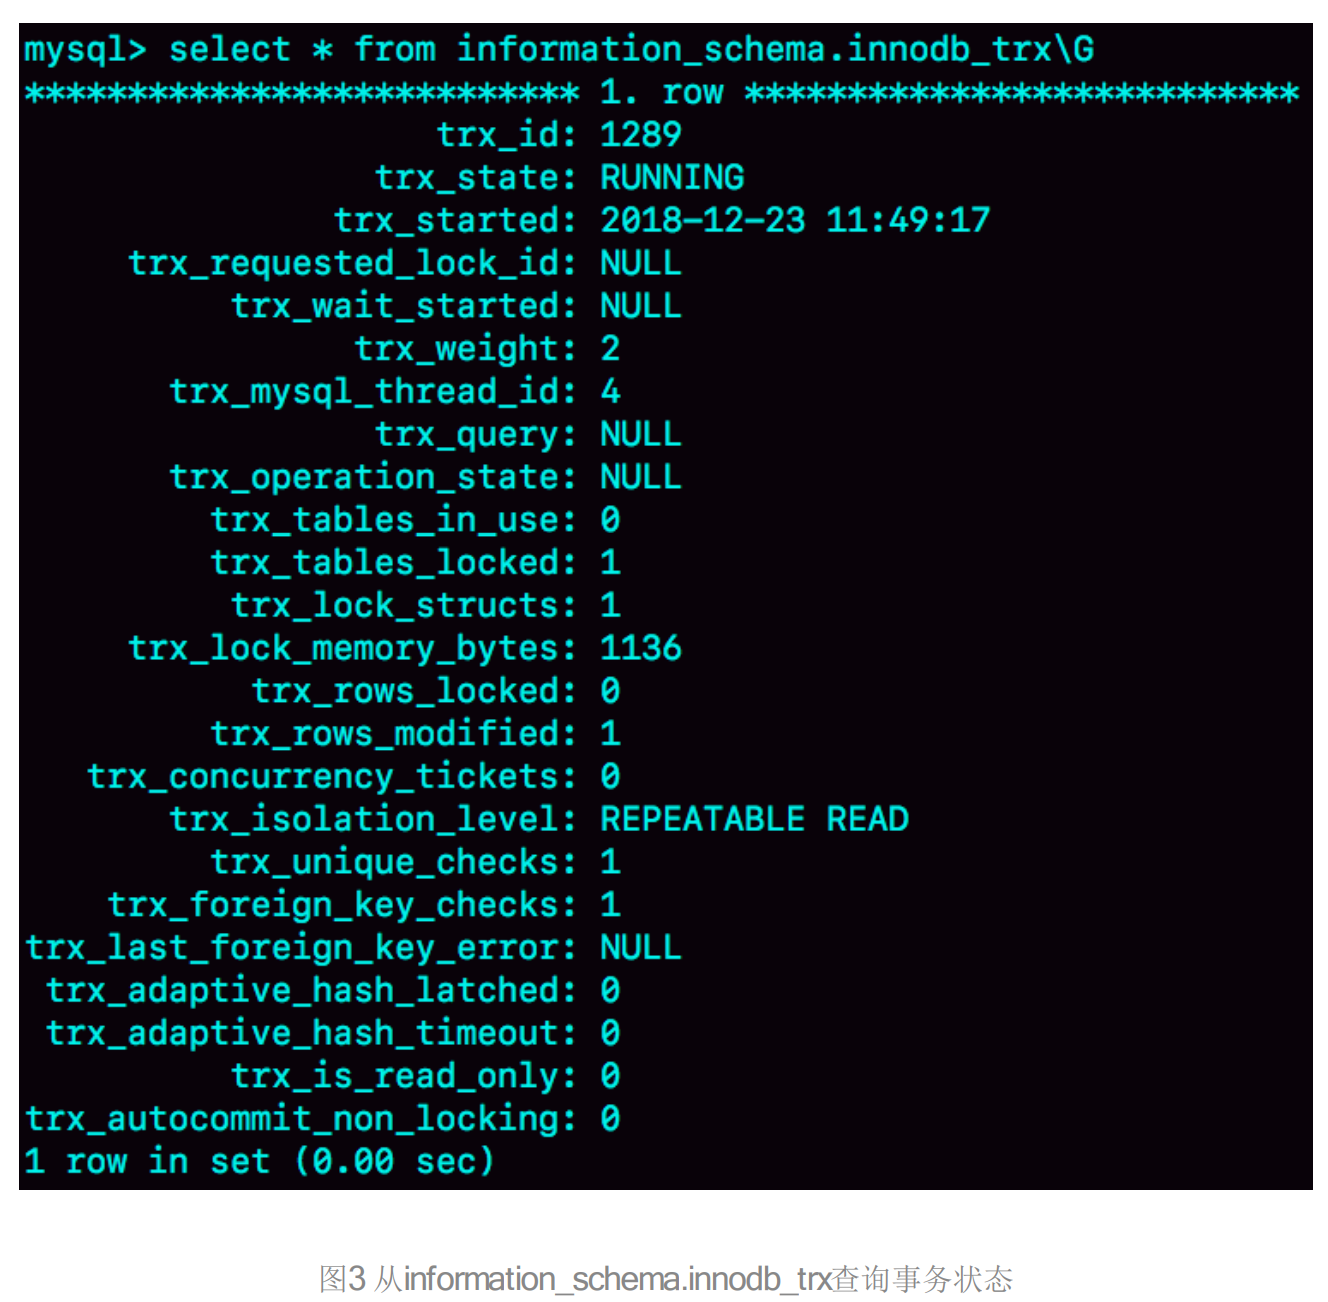 mysql> select * from information_schema.innodb_trx\G
*************************** 1. row ***************************
trx_id: 1289
trx_state: RUNNING
trx_started: 2018-12-23 11:49:17
trx_requested_lock_id: NULL
trx_wait_started: NULL
trx_weight: 2
trx_mysql_thread_id: 4
trx_query: NULL
trx_operation_state: NULL
trx_tables_in_use: 0
trx_tables_locked: 1
trx_lock_structs: 1
trx_lock_memory_bytes: 1136
trx_rows_locked: 0
trx_rows_modified: 1
trx_concurrency_tickets: 0
trx_isolation_level: REPEATABLE READ
trx_unique_checks: 1
trx_foreign_key_checks: 1
trx_last_foreign_key_error: NULL
trx_adaptive_hash_latched: 0
trx_adaptive_hash_timeout: 0
trx_is_read_only: 0
trx_autocommit_non_locking: 0
1 row in set (0.00 sec)
图3 从information_schema.innodb_trx查询事务状态